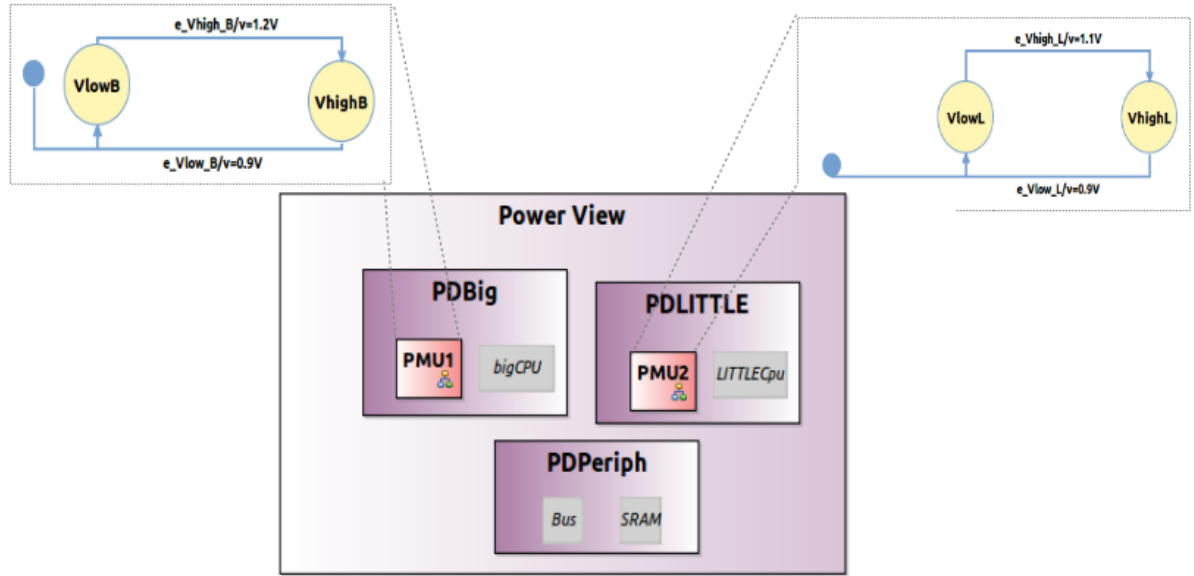 e_Vhigh_B/v=1.2V
VlowB
VhighB
e_Vlow_B/v=0.9V
e_Vhigh_L/v=1.1V
VlowL
VhighL
e_Vlow_L/v=0.9V
Power View
PDBig
PMU1
bigCPU
PDLITTLE
PMU2
LITTLECpu
PDPeriph
Bus
SRAM